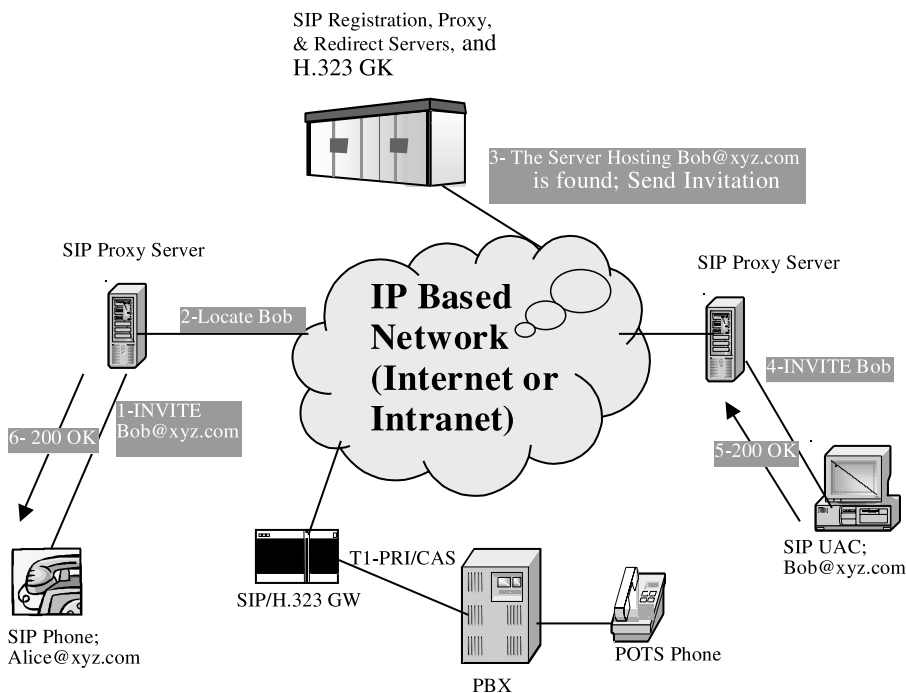 SIP Registration, Proxy,
& Redirect Servers, and
H.323 GK
3- The Server Hosting Bob@xyz.com
is found; Send Invitation
SIP Proxy Server
SIP Proxy Server
2-Locate Bob
IP Based
Network
(Internet or
Intranet)
4-INVITE Bob
1-INVITE
Bob@xyz.com
6- 200 OK
5-200 OK
T1-PRI/CAS
SIP/H.323 GW
SIP UAC;
Bob@xyz.com
SIP Phone;
Alice@xyz.com
POTS Phone
PBX